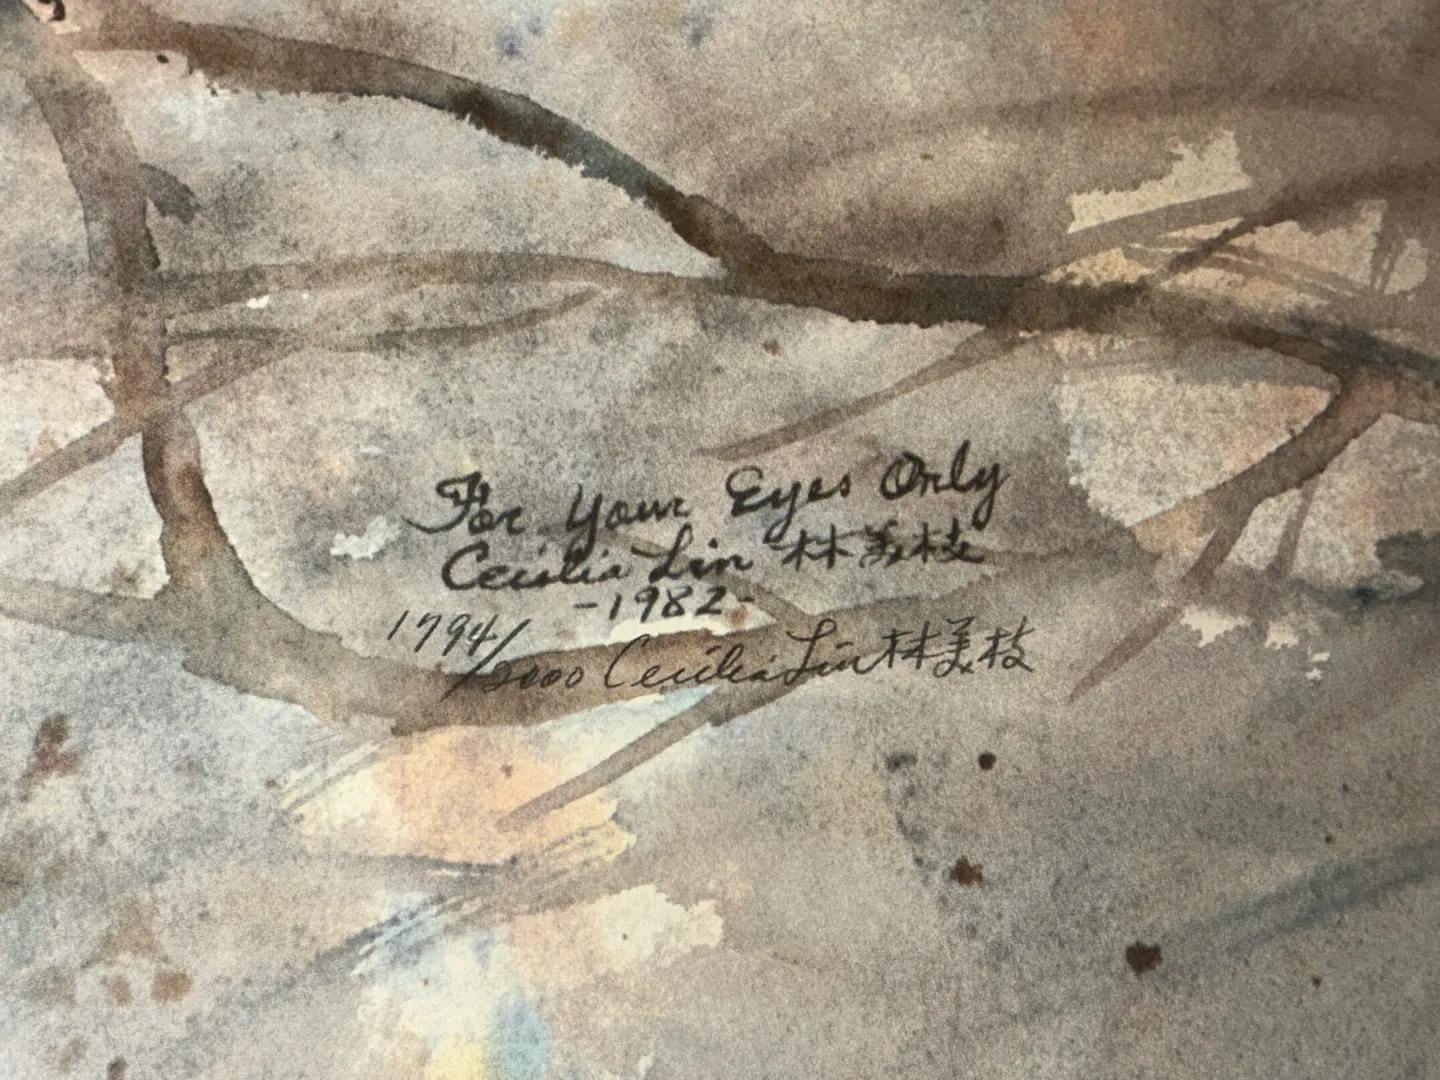 For Your Eyes Only
Cecilia Lin 林美枝
-1982-
1794/2000 Cecilia Lin 林美枝